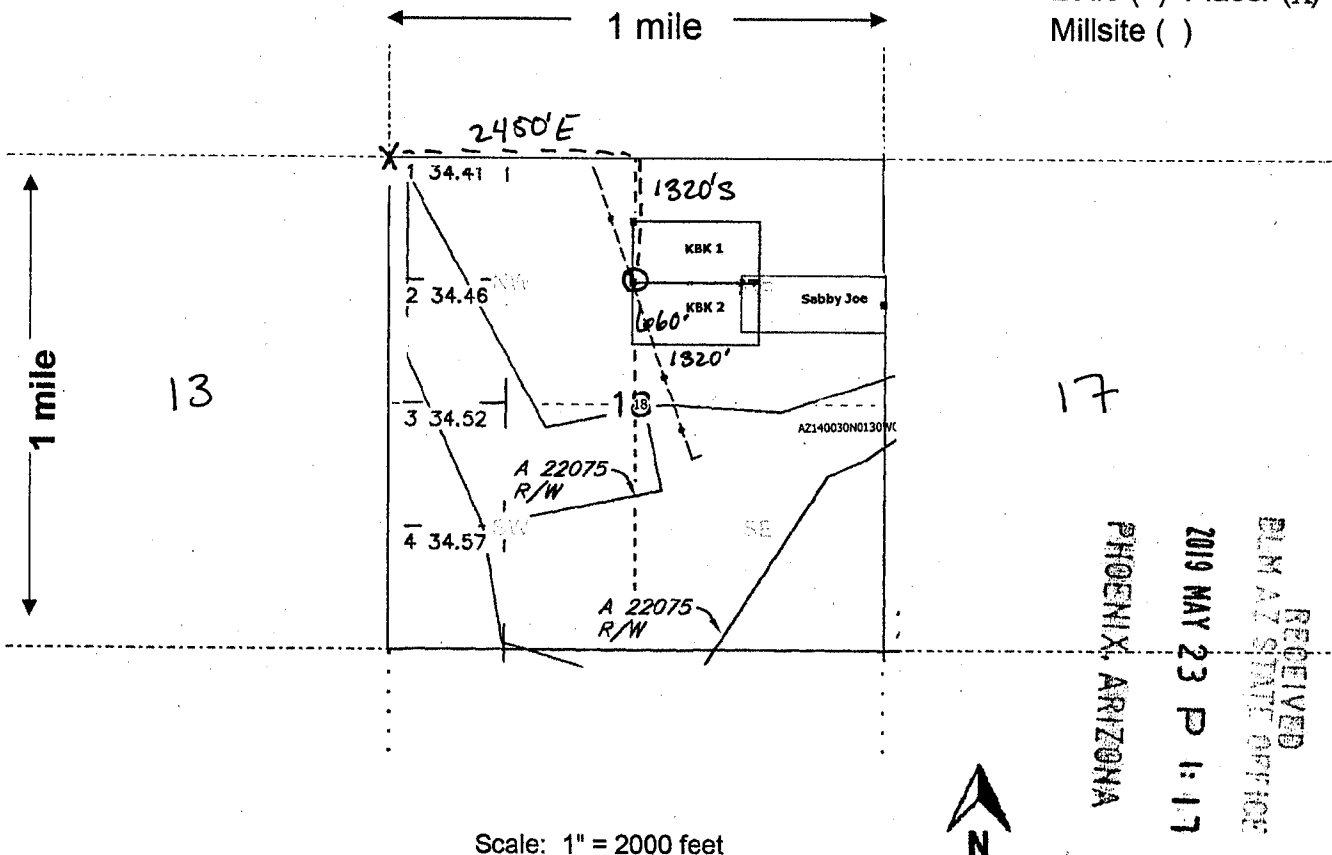 1 mile
Millsite ( )
2450'E
X
1 34.41
1320'S
KBK 1
2 34.46
NW
KBK 2
Sabby Joe
660'
1320'
1 mile
13
17
3 34.52
18
A 22075
R/W
4 34.57
SW
SE
A 22075
R/W
RECEIVED
BLM AZ STATE OFFICE
2019 MAY 23 P 1:17
PHOENIX, ARIZONA
Scale: 1" = 2000 feet
N